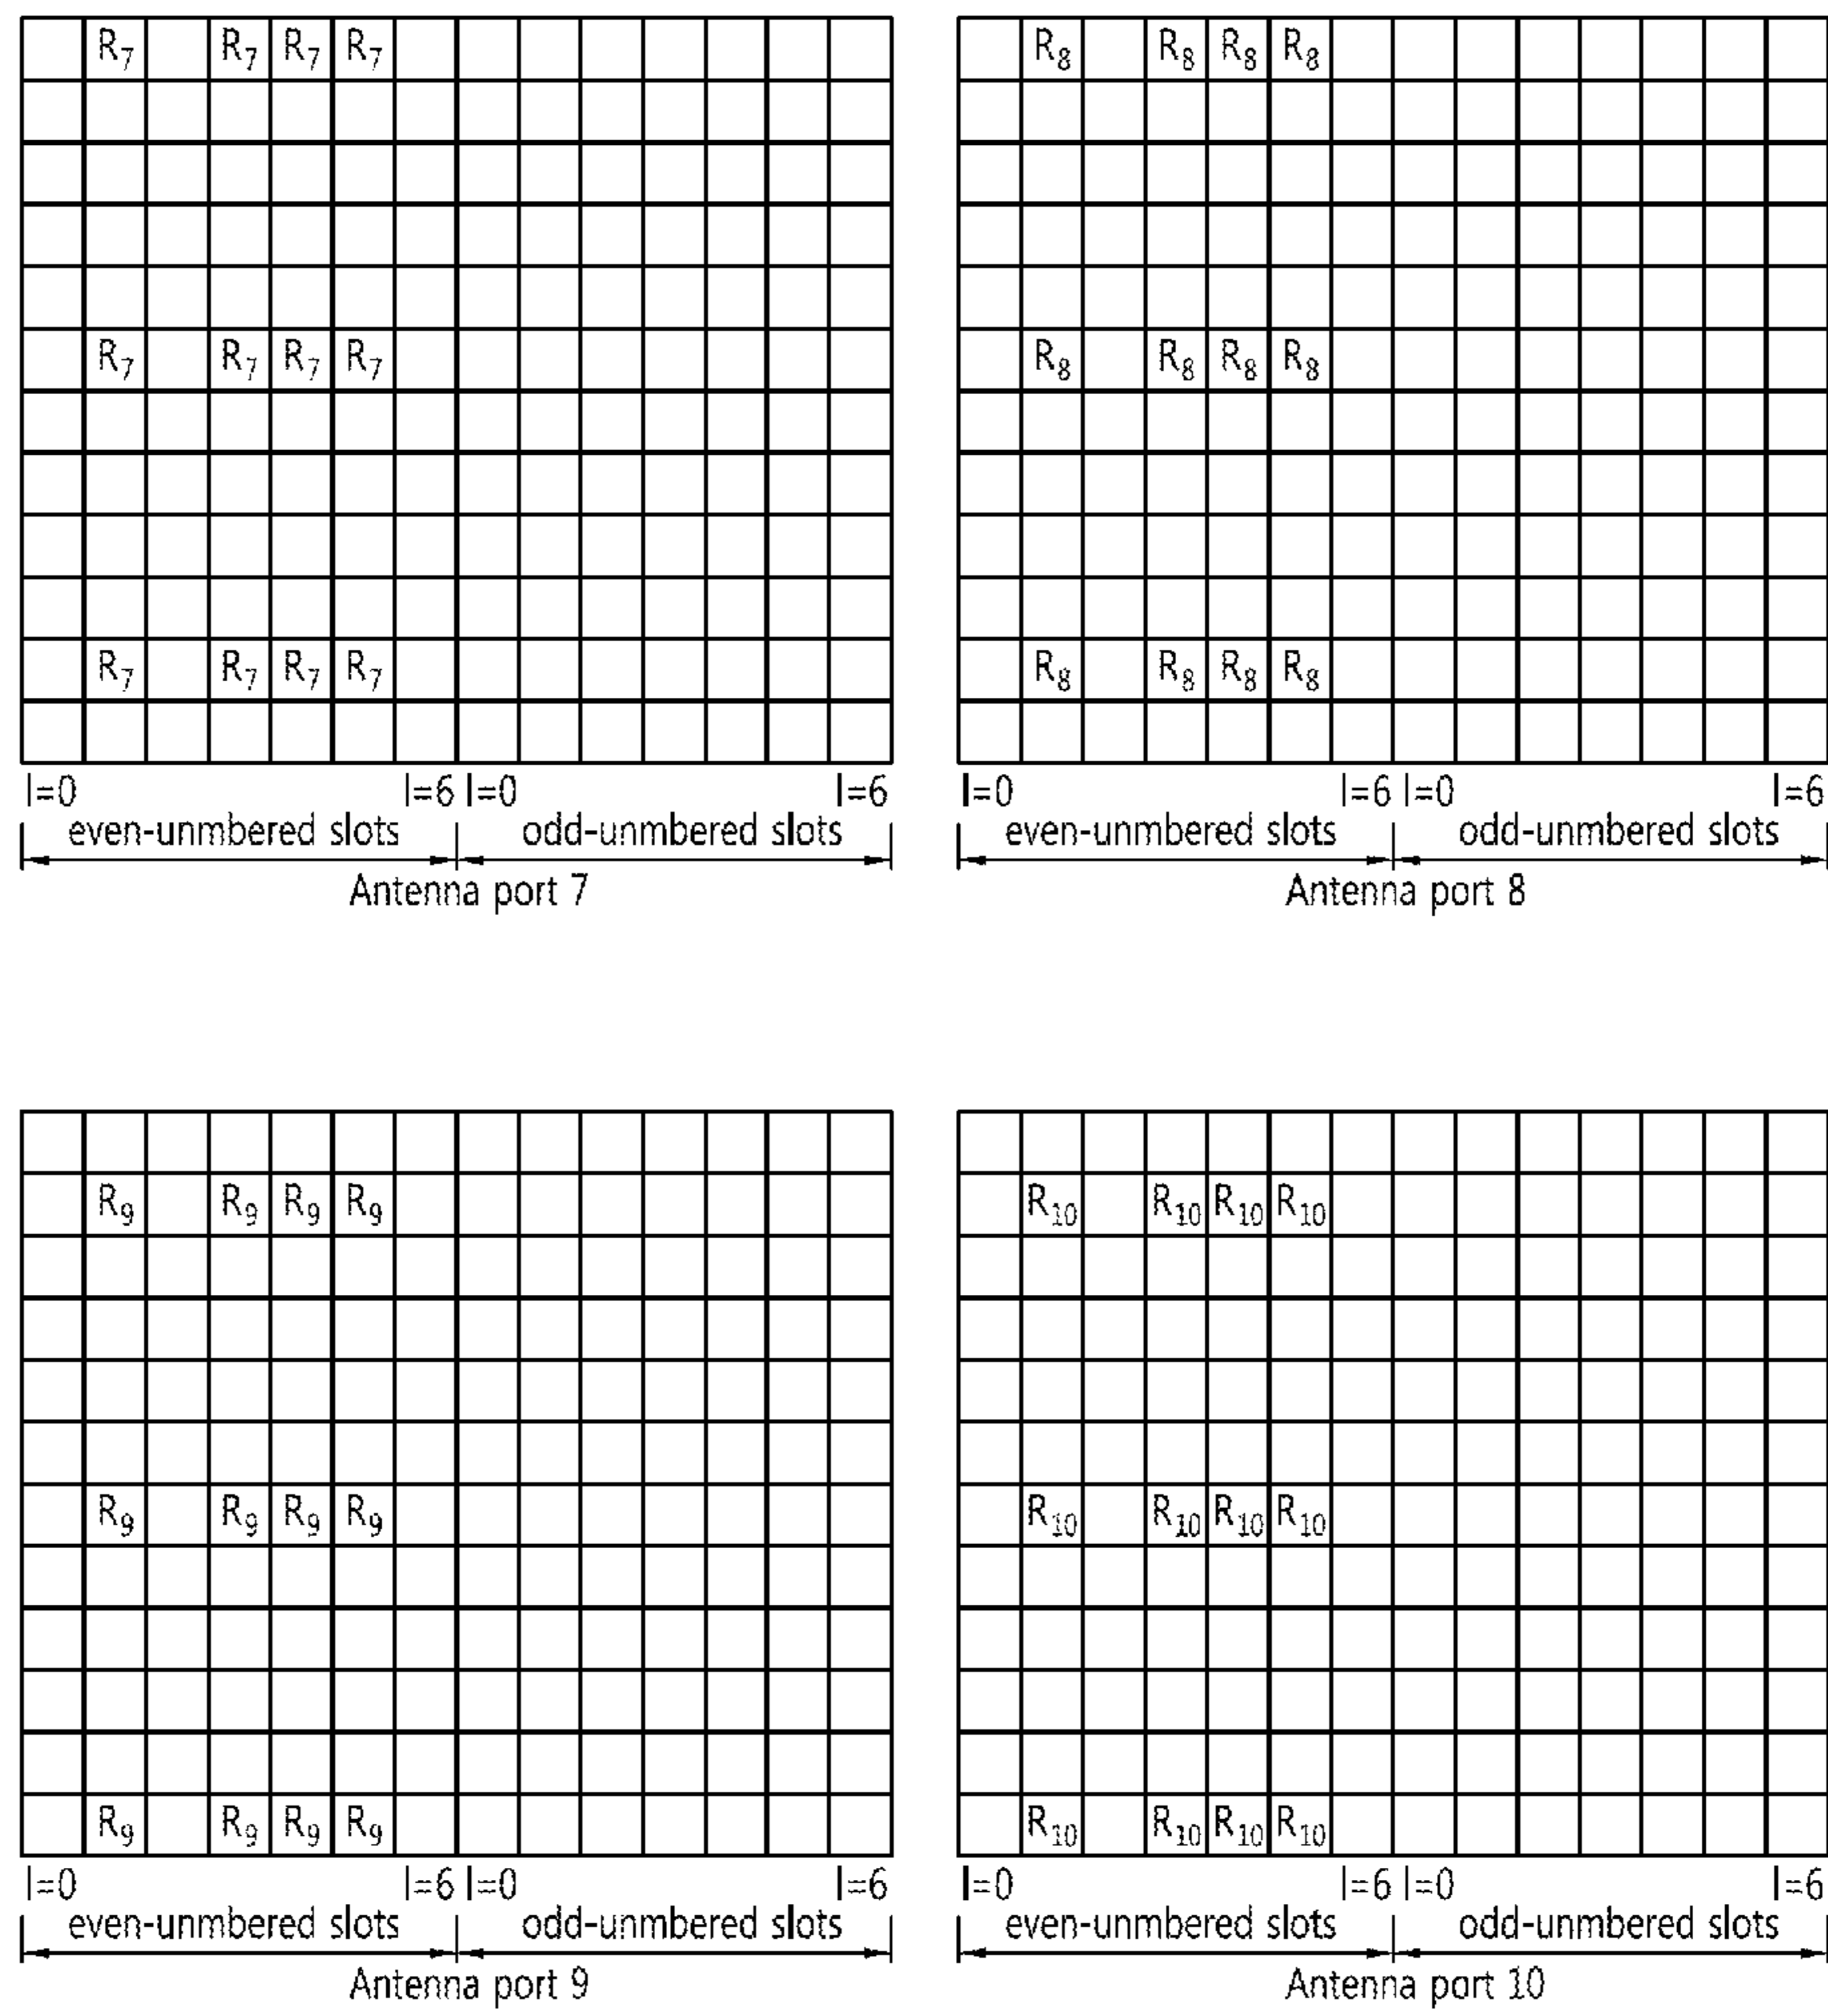 R7 R7 R7 R7 R8 R8 R8 R8
R7 R7 R7 R7 R8 R8 R8 R8
R7 R7 R7 R7 R8 R8 R8 R8
l=0 l=6 l=0 l=6 l=0 l=6 l=0 l=6
even-unmbered slots odd-unmbered slots even-unmbered slots odd-unmbered slots
Antenna port 7 Antenna port 8
R9 R9 R9 R9 R10 R10 R10 R10
R9 R9 R9 R9 R10 R10 R10 R10
R9 R9 R9 R9 R10 R10 R10 R10
l=0 l=6 l=0 l=6 l=0 l=6 l=0 l=6
even-unmbered slots odd-unmbered slots even-unmbered slots odd-unmbered slots
Antenna port 9 Antenna port 10